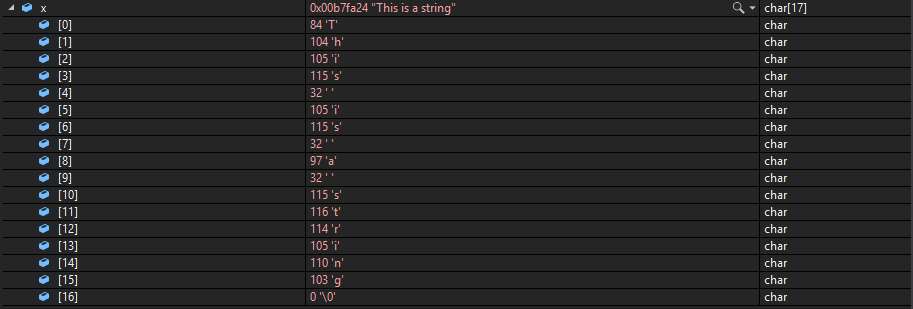 x 0x00b7fa24 "This is a string" char[17]
[0] 84 'T' char
[1] 104 'h' char
[2] 105 'i' char
[3] 115 's' char
[4] 32 ' ' char
[5] 105 'i' char
[6] 115 's' char
[7] 32 ' ' char
[8] 97 'a' char
[9] 32 ' ' char
[10] 115 's' char
[11] 116 't' char
[12] 114 'r' char
[13] 105 'i' char
[14] 110 'n' char
[15] 103 'g' char
[16] 0 '\0' char